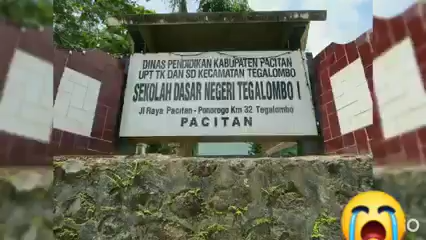 DINAS PENDIDIKAN KABUPATEN PACITAN
UPT TK DAN SD KECAMATAN TEGALOMBO
SEKOLAH DASAR NEGERI TEGALOMBO I
Jl Raya Pacitan - Ponorogo Km 32 Tegalombo
PACITAN